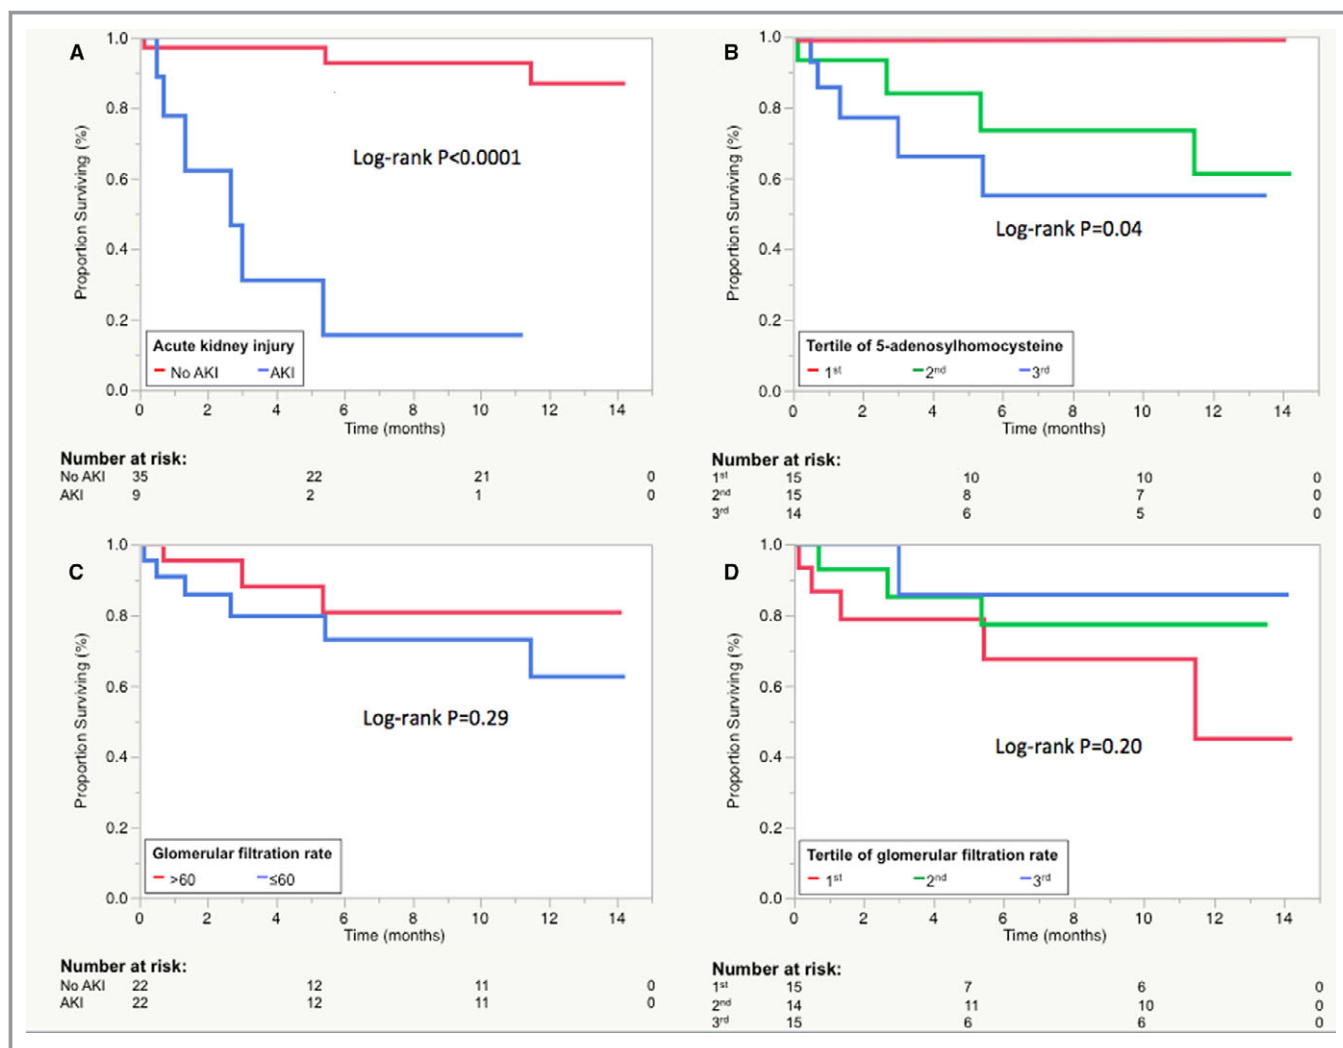 A
1.0
0.8
0.6
0.4
0.2
0.0
Proportion Surviving (%)
Log-rank P<0.0001
Acute kidney injury
No AKI AKI
0 2 4 6 8 10 12 14
Time (months)
Number at risk:
No AKI 35 22 21 0
AKI 9 2 1 0
B
1.0
0.8
0.6
0.4
0.2
0.0
Proportion Surviving (%)
Log-rank P=0.04
Tertile of 5-adenosylhomocysteine
1st 2nd 3rd
0 2 4 6 8 10 12 14
Time (months)
Number at risk:
1st 15 10 10 0
2nd 15 8 7 0
3rd 14 6 5 0
C
1.0
0.8
0.6
0.4
0.2
0.0
Proportion Surviving (%)
Log-rank P=0.29
Glomerular filtration rate
>60 ≤60
0 2 4 6 8 10 12 14
Time (months)
Number at risk:
No AKI 22 12 11 0
AKI 22 12 11 0
D
1.0
0.8
0.6
0.4
0.2
0.0
Proportion Surviving (%)
Log-rank P=0.20
Tertile of glomerular filtration rate
1st 2nd 3rd
0 2 4 6 8 10 12 14
Time (months)
Number at risk:
1st 15 7 6 0
2nd 14 11 10 0
3rd 15 6 6 0